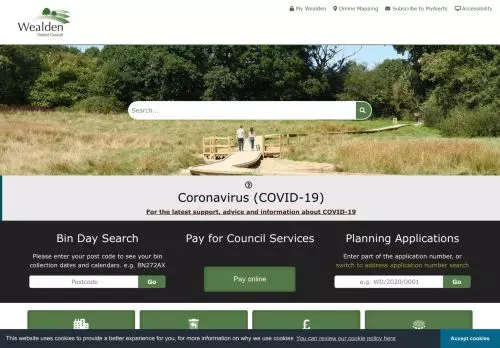 My Wealden
Online Mapping
Subscribe to MyAlerts
Accessibility
Wealden
District Council
Search...
Coronavirus (COVID-19)
For the latest support, advice and information about COVID-19
Bin Day Search
Please enter your post code to see your bin
collection dates and calendars. e.g. BN272AX
Postcode
Go
Pay for Council Services
Pay online
Planning Applications
Enter part of the application number, or
switch to address application number search
e.g. WD/2020/0001
Go
This website uses cookies to provide a better experience for you, for more information on why we use cookies
You can review our cookie policy here
Accept cookies